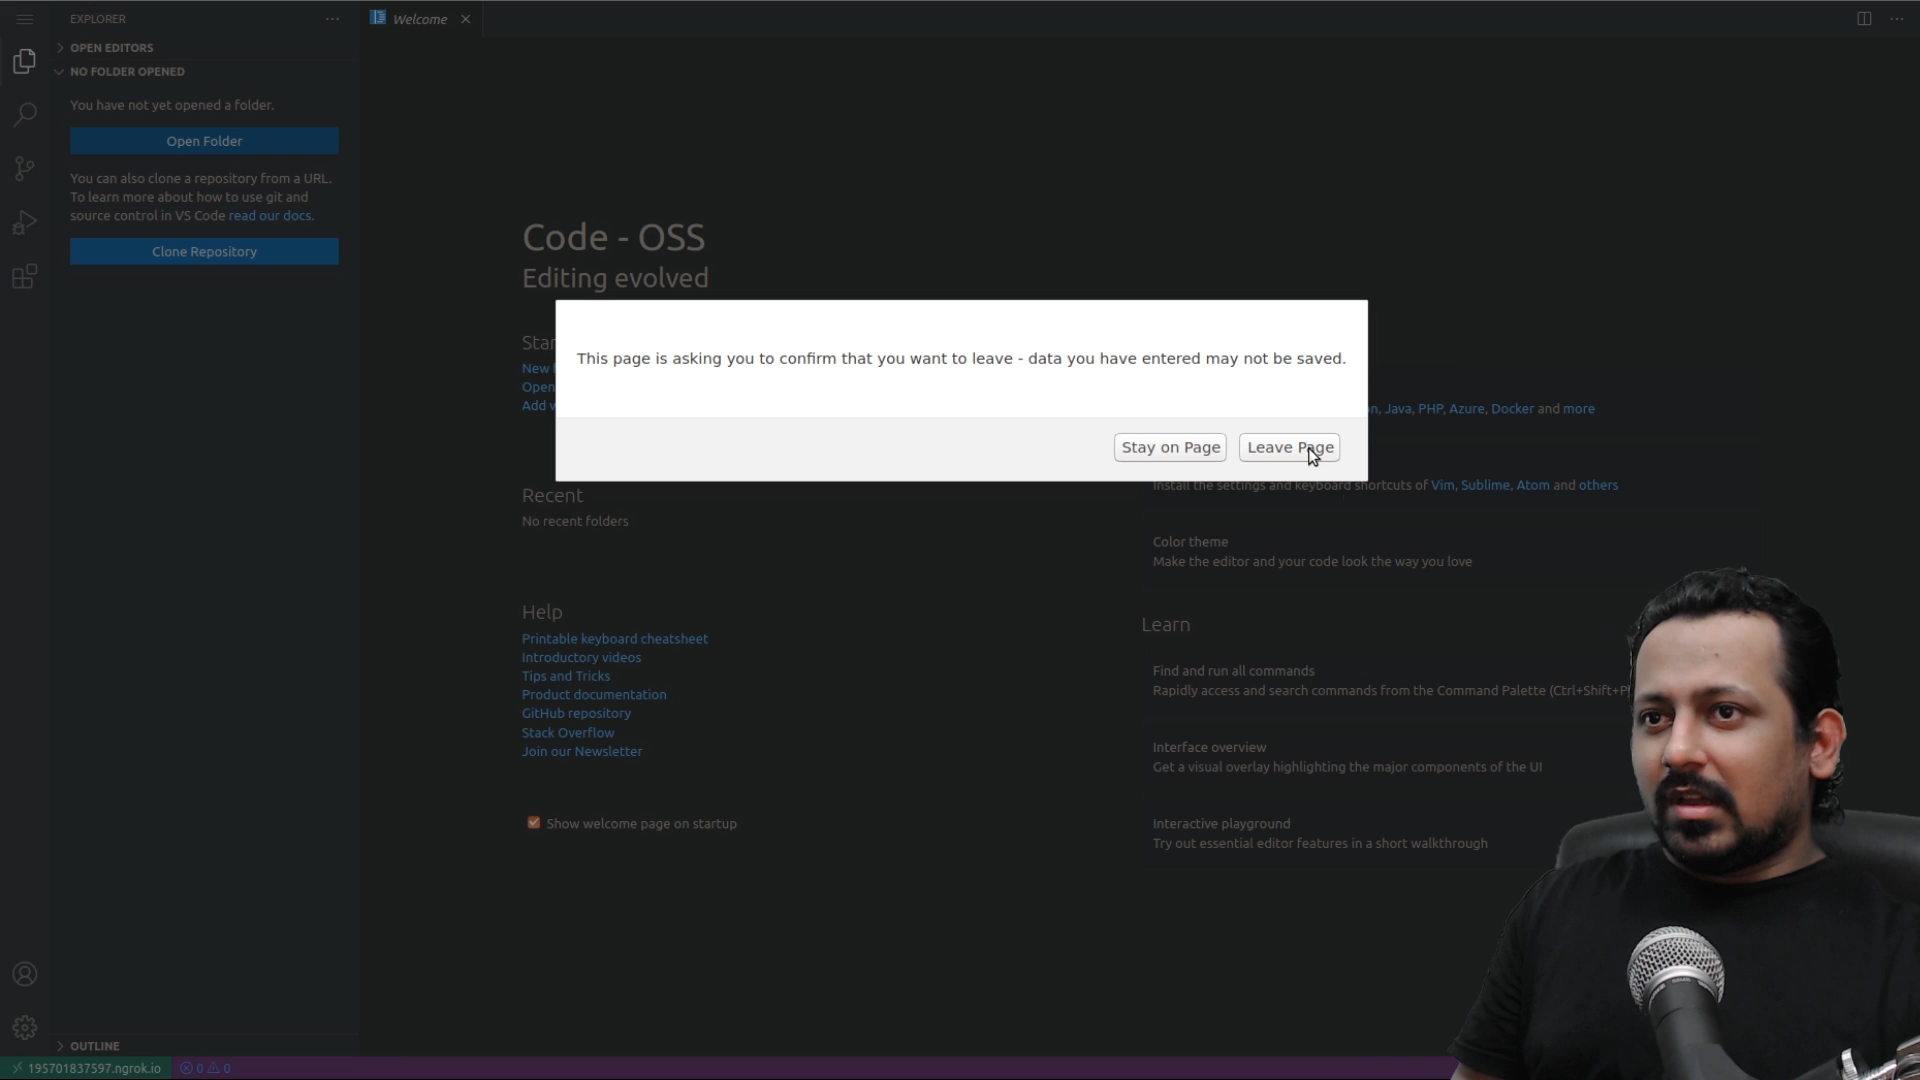 EXPLORER
Welcome
OPEN EDITORS
NO FOLDER OPENED
You have not yet opened a folder.
Open Folder
You can also clone a repository from a URL.
To learn more about how to use git and
source control in VS Code read our docs.
Clone Repository
Code - OSS
Editing evolved
This page is asking you to confirm that you want to leave - data you have entered may not be saved.
Stay on Page
Leave Page
Open
Java, PHP, Azure, Docker and more
Install the settings and keyboard shortcuts of Vim, Sublime, Atom and others
Recent
No recent folders
Color theme
Make the editor and your code look the way you love
Help
Printable keyboard cheatsheet
Introductory videos
Tips and Tricks
Product documentation
GitHub repository
Stack Overflow
Join our Newsletter
Show welcome page on startup
Learn
Find and run all commands
Rapidly access and search commands from the Command Palette (Ctrl+Shift+P
Interface overview
Get a visual overlay highlighting the major components of the UI
Interactive playground
Try out essential editor features in a short walkthrough
OUTLINE
195701837597.ngrok.io
0 0